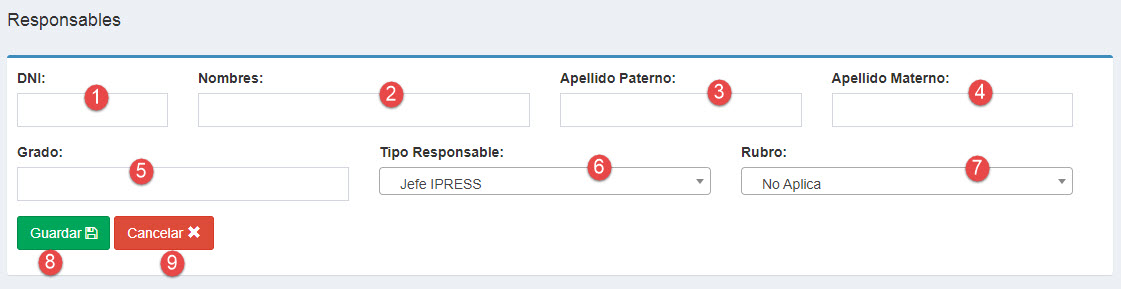 Responsables
DNI: Nombres: Apellido Paterno: Apellido Materno:
1 2 3 4
Grado: Tipo Responsable: Rubro:
5 6 7
Jefe IPRESS No Aplica
Guardar Cancelar
8 9